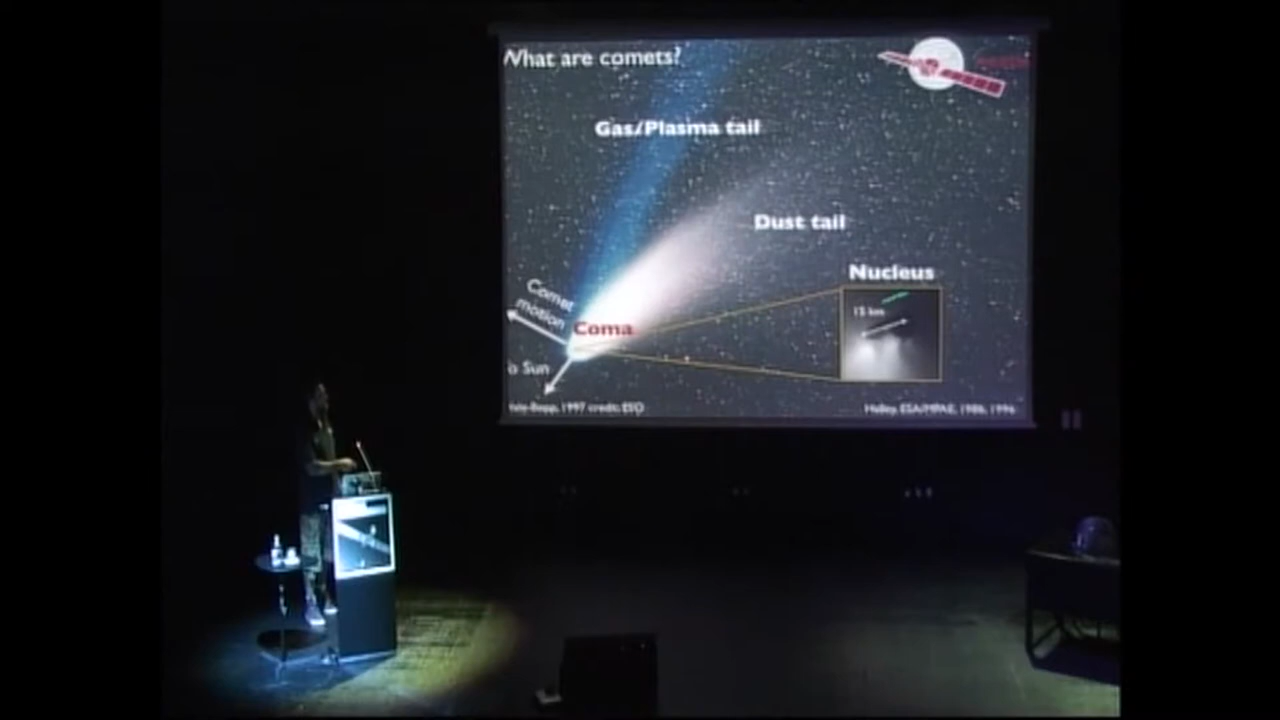 What are comets?
Gas/Plasma tail
Dust tail
Nucleus
15 km
Comet
motion
Coma
o Sun
1997 credit: ESO
Halley, ESA/MPAE, 1986, 1996